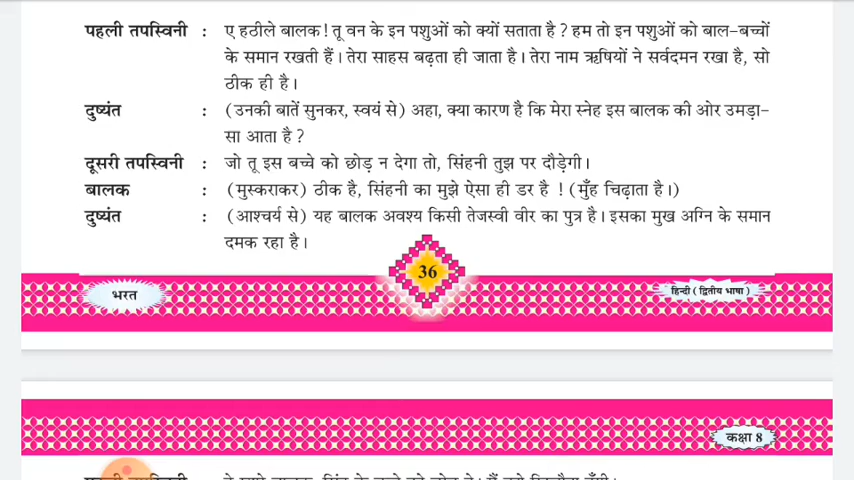 पहली तपस्विनी : ए हठीले बालक! तू वन के इन पशुओं को क्यों सताता है? हम तो इन पशुओं को बाल-बच्चों
के समान रखती हैं। तेरा साहस बढ़ता ही जाता है। तेरा नाम ऋषियों ने सर्वदमन रखा है, सो
ठीक ही है।
दुष्यंत : (उनकी बातें सुनकर, स्वयं से) अहा, क्या कारण है कि मेरा स्नेह इस बालक की ओर उमड़ा-
सा आता है?
दूसरी तपस्विनी : जो तू इस बच्चे को छोड़ न देगा तो, सिंहनी तुझ पर दौड़ेगी।
बालक : (मुस्कराकर) ठीक है, सिंहनी का मुझे ऐसा ही डर है ! (मुँह चिढ़ाता है।)
दुष्यंत : (आश्चर्य से) यह बालक अवश्य किसी तेजस्वी वीर का पुत्र है। इसका मुख अग्नि के समान
दमक रहा है।
36
भरत
हिन्दी (द्वितीय भाषा)
कक्षा 8